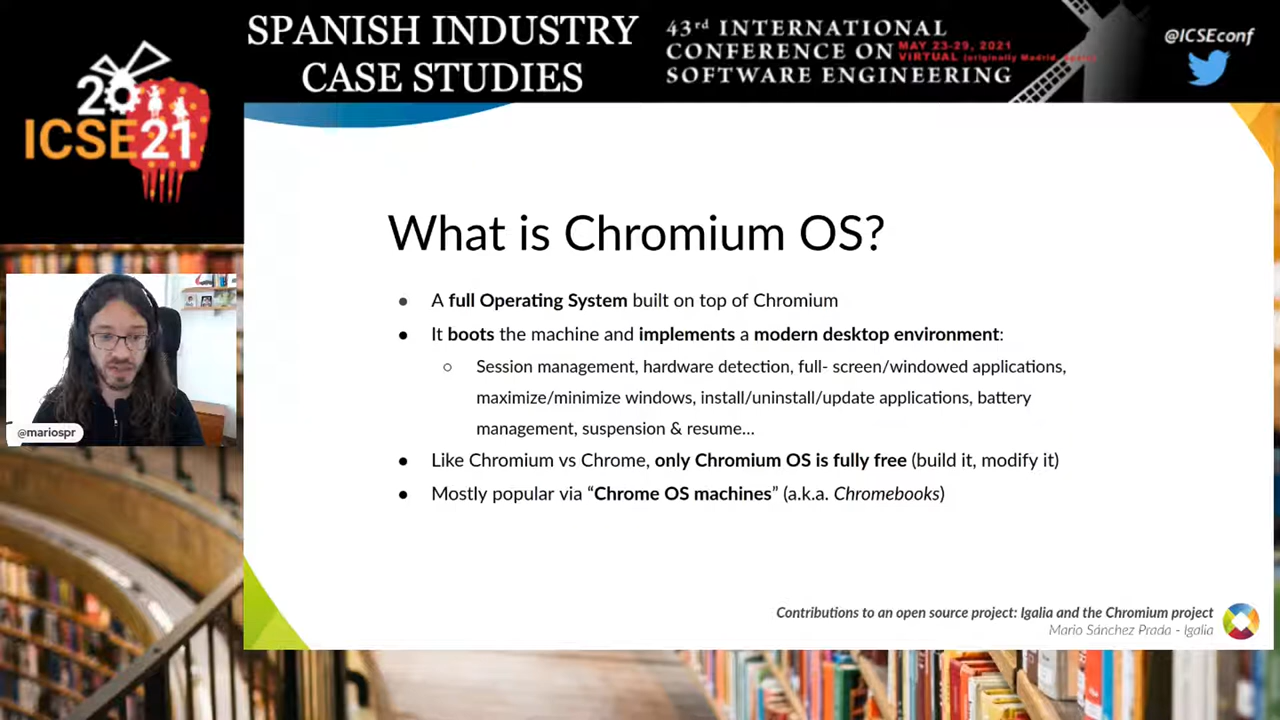 SPANISH INDUSTRY
CASE STUDIES
43rd INTERNATIONAL
CONFERENCE ON MAY 23-29, 2021
VIRTUAL (originally Madrid, Spain)
SOFTWARE ENGINEERING
@ICSEconf
20
ICSE21
What is Chromium OS?
● A full Operating System built on top of Chromium
● It boots the machine and implements a modern desktop environment:
○ Session management, hardware detection, full- screen/windowed applications,
maximize/minimize windows, install/uninstall/update applications, battery
management, suspension & resume...
● Like Chromium vs Chrome, only Chromium OS is fully free (build it, modify it)
● Mostly popular via “Chrome OS machines” (a.k.a. Chromebooks)
@mariospr
Contributions to an open source project: Igalia and the Chromium project
Mario Sánchez Prada - Igalia